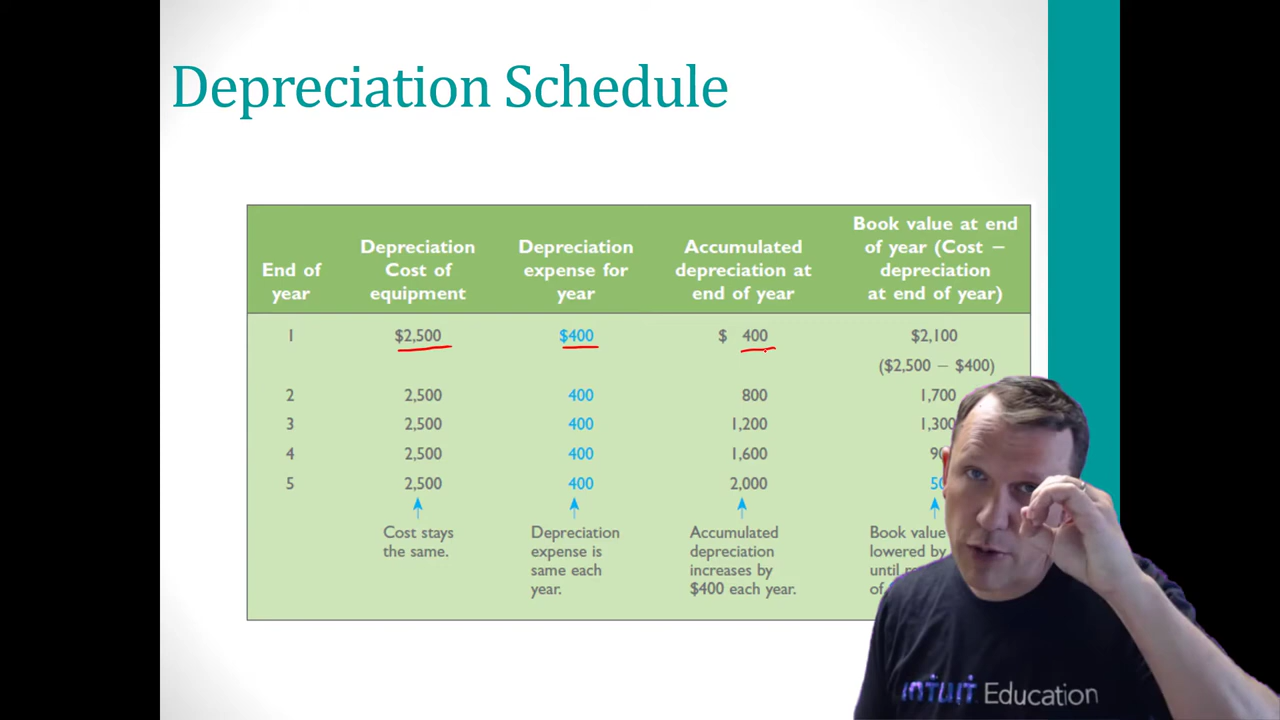 Depreciation Schedule
End of
year
Depreciation
Cost of
equipment
Depreciation
expense for
year
Accumulated
depreciation at
end of year
Book value at end
of year (Cost −
depreciation
at end of year)
1 $2,500 $400 $ 400 $2,100
($2,500 − $400)
2 2,500 400 800 1,700
3 2,500 400 1,200 1,300
4 2,500 400 1,600
5 2,500 400 2,000
Cost stays
the same.
Depreciation
expense is
same each
year.
Accumulated
depreciation
increases by
$400 each year.
Book value
lowered by
until
of
intuit Education